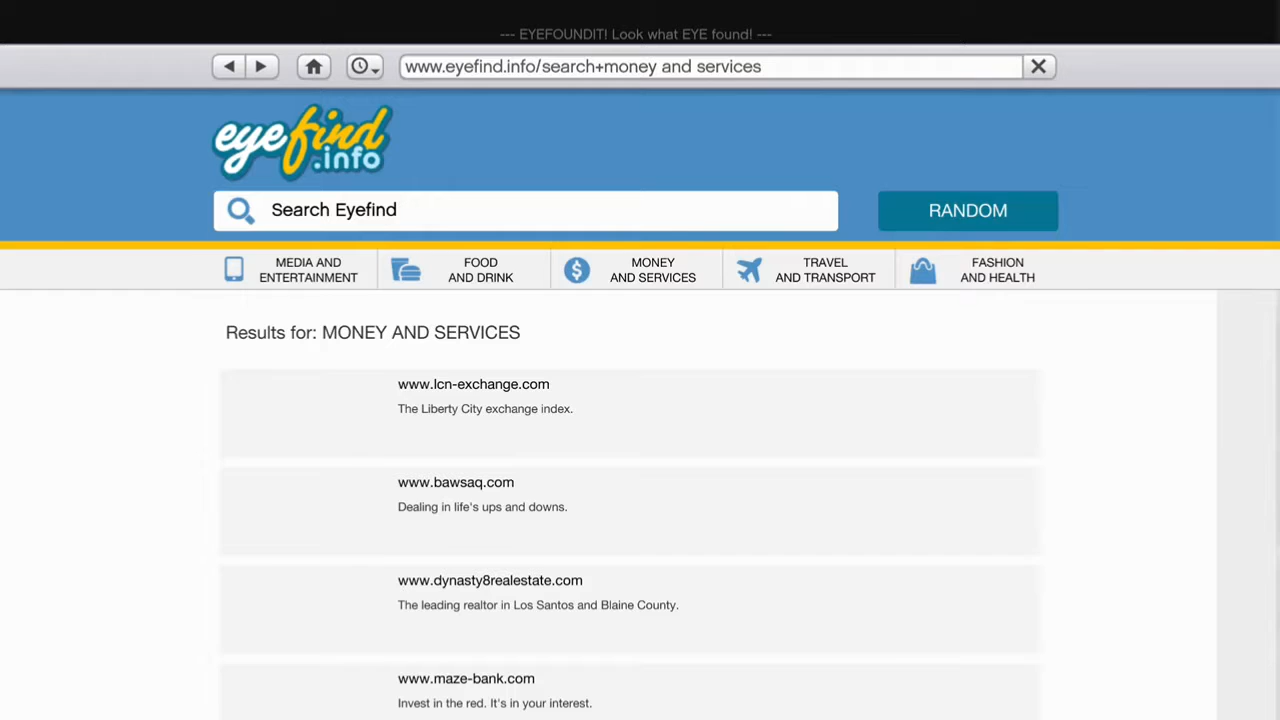 --- EYEFOUNDIT! Look what EYE found! ---
www.eyefind.info/search+money and services
eyefind
.info
Search Eyefind
RANDOM
MEDIA AND
ENTERTAINMENT
FOOD
AND DRINK
MONEY
AND SERVICES
TRAVEL
AND TRANSPORT
FASHION
AND HEALTH
Results for: MONEY AND SERVICES
www.lcn-exchange.com
The Liberty City exchange index.
www.bawsaq.com
Dealing in life's ups and downs.
www.dynasty8realestate.com
The leading realtor in Los Santos and Blaine County.
www.maze-bank.com
Invest in the red. It's in your interest.